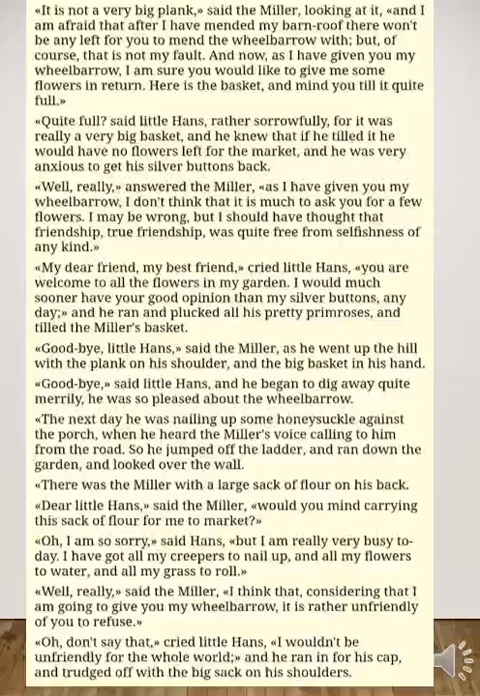 «It is not a very big plank,» said the Miller, looking at it, «and I
am afraid that after I have mended my barn-roof there won't
be any left for you to mend the wheelbarrow with; but, of
course, that is not my fault. And now, as I have given you my
wheelbarrow, I am sure you would like to give me some
flowers in return. Here is the basket, and mind you till it quite
full.»
«Quite full? said little Hans, rather sorrowfully, for it was
really a very big basket, and he knew that if he tilled it he
would have no flowers left for the market, and he was very
anxious to get his silver buttons back.
«Well, really,» answered the Miller, «as I have given you my
wheelbarrow, I don't think that it is much to ask you for a few
flowers. I may be wrong, but I should have thought that
friendship, true friendship, was quite free from selfishness of
any kind.»
«My dear friend, my best friend,» cried little Hans, «you are
welcome to all the flowers in my garden. I would much
sooner have your good opinion than my silver buttons, any
day;» and he ran and plucked all his pretty primroses, and
tilled the Miller's basket.
«Good-bye, little Hans,» said the Miller, as he went up the hill
with the plank on his shoulder, and the big basket in his hand.
«Good-bye,» said little Hans, and he began to dig away quite
merrily, he was so pleased about the wheelbarrow.
«The next day he was nailing up some honeysuckle against
the porch, when he heard the Miller's voice calling to him
from the road. So he jumped off the ladder, and ran down the
garden, and looked over the wall.
«There was the Miller with a large sack of flour on his back.
«Dear little Hans,» said the Miller, «would you mind carrying
this sack of flour for me to market?»
«Oh, I am so sorry,» said Hans, «but I am really very busy to-
day. I have got all my creepers to nail up, and all my flowers
to water, and all my grass to roll.»
«Well, really,» said the Miller, «I think that, considering that I
am going to give you my wheelbarrow, it is rather unfriendly
of you to refuse.»
«Oh, don't say that,» cried little Hans, «I wouldn't be
unfriendly for the whole world;» and he ran in for his cap,
and trudged off with the big sack on his shoulders.